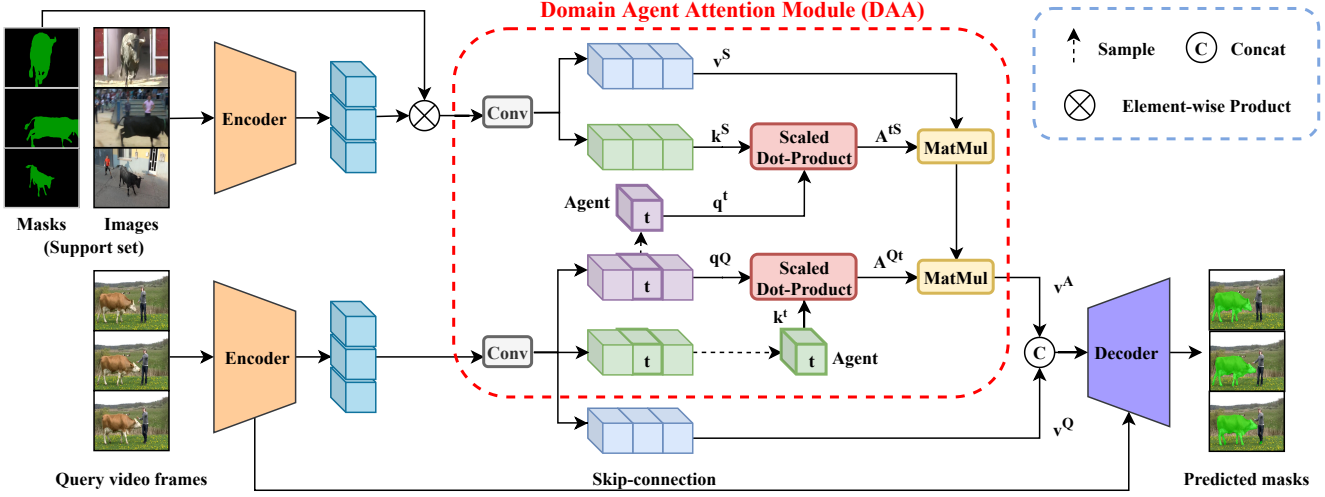 Domain Agent Attention Module (DAA)
Sample
C
Concat
Element-wise Product
Encoder
Conv
v^S
k^S
Scaled
Dot-Product
A^tS
MatMul
Agent
t
q^t
Masks
Images
(Support set)
t
q^Q
Scaled
Dot-Product
A^Qt
MatMul
v^A
k^t
Encoder
Conv
t
t
Agent
C
Decoder
v^Q
Query video frames
Skip-connection
Predicted masks